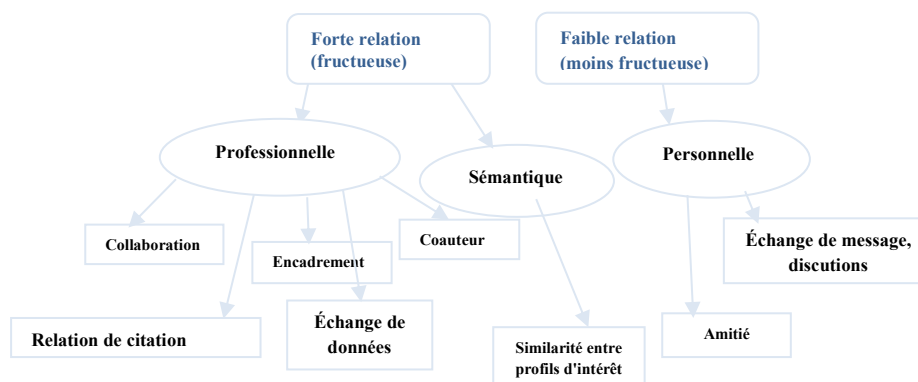 Forte relation
(fructueuse)
Faible relation
(moins fructueuse)
Professionnelle
Sémantique
Personnelle
Collaboration
Encadrement
Coauteur
Échange de message,
discutions
Relation de citation
Échange de
données
Similarité entre
profils d'intérêt
Amitié